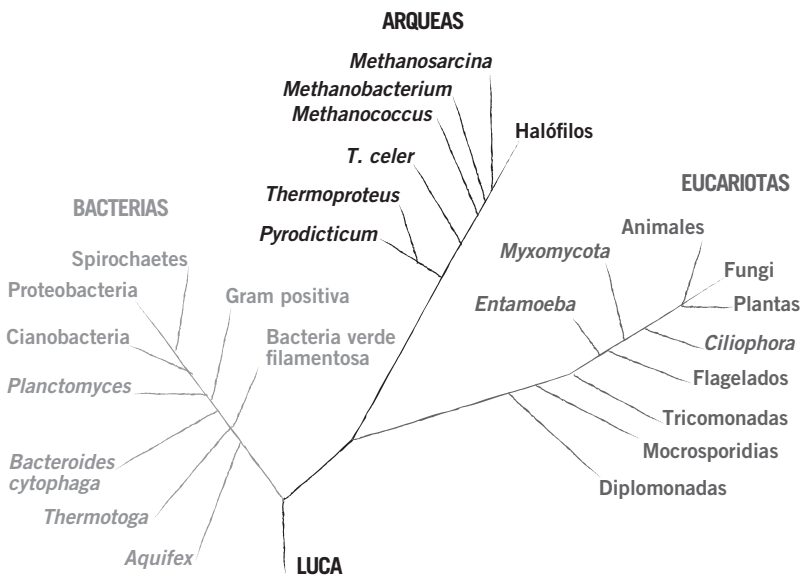 ARQUEAS
Methanosarcina
Methanobacterium
Methanococcus
Halófilos
T. celer
Thermoproteus
Pyrodicticum
EUCARIOTAS
Animales
Myxomycota
Fungi
Entamoeba
Plantas
Ciliophora
Flagelados
Tricomonadas
Mocrosporidias
Diplomonadas
BACTERIAS
Spirochaetes
Proteobacteria
Gram positiva
Cianobacteria
Bacteria verde
filamentosa
Planctomyces
Bacteroides
cytophaga
Thermotoga
Aquifex
LUCA